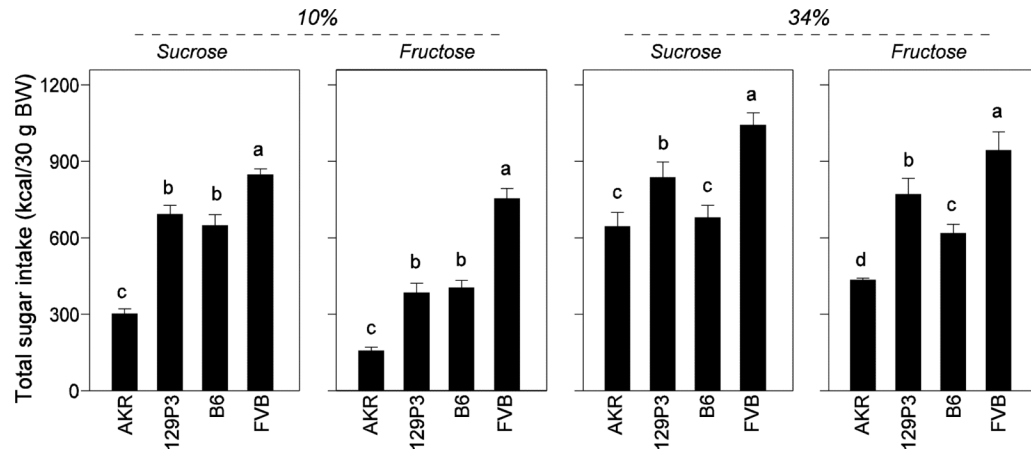 10% 34%
Sucrose Fructose Sucrose Fructose
Total sugar intake (kcal/30 g BW)
1200
900
600
300
0
c b b a
c b b a
c b c a
d b c a
AKR 129P3 B6 FVB
AKR 129P3 B6 FVB
AKR 129P3 B6 FVB
AKR 129P3 B6 FVB